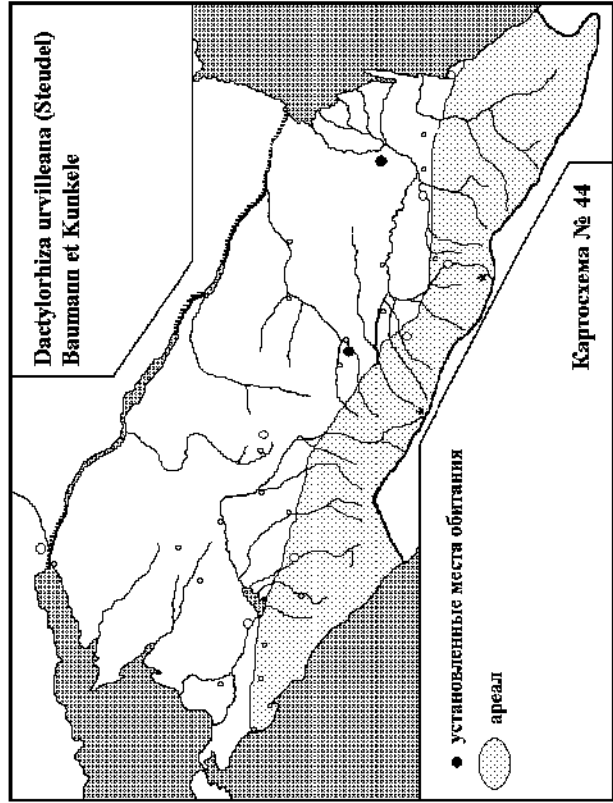 Dactylorhiza urvilleana (Steudel)
Baumann et Kunkele
Картосхема № 44
установленные места обитания
ареал